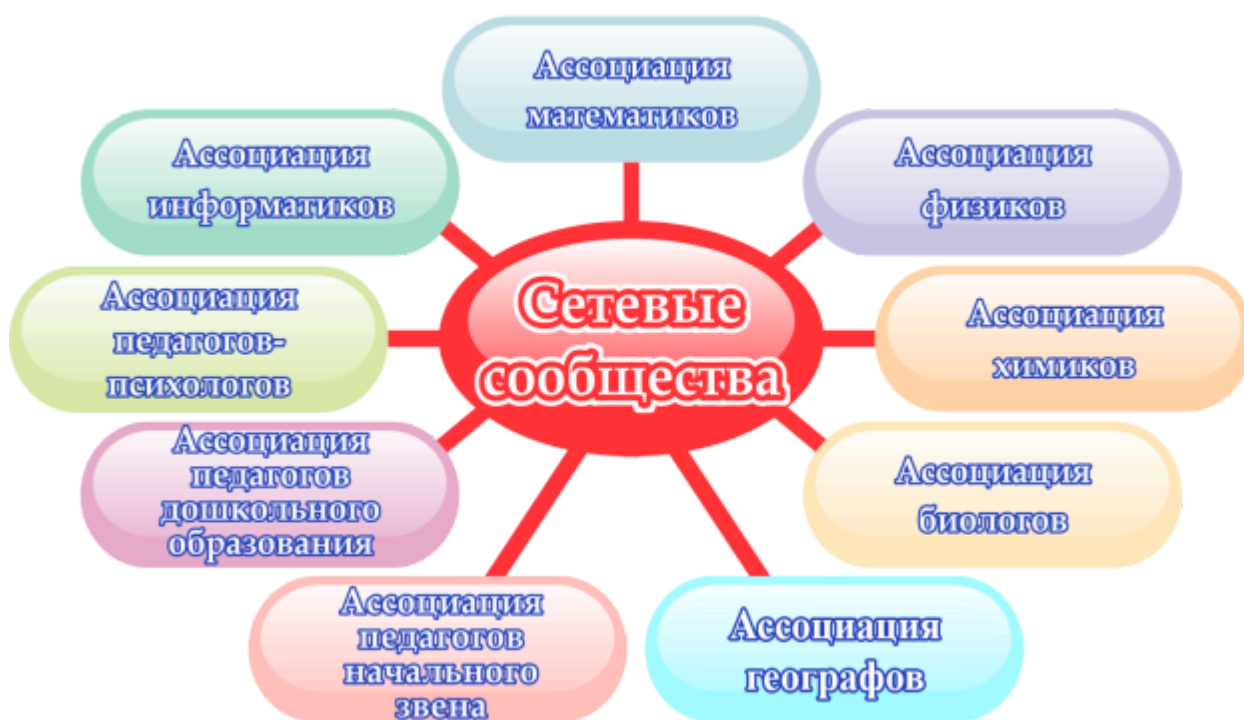 Ассоциация
математиков
Ассоциация
информатиков
Ассоциация
физиков
Ассоциация
педагогов-
психологов
Сетевые
сообщества
Ассоциация
химиков
Ассоциация
педагогов
дошкольного
образования
Ассоциация
биологов
Ассоциация
педагогов
начального
звена
Ассоциация
географов